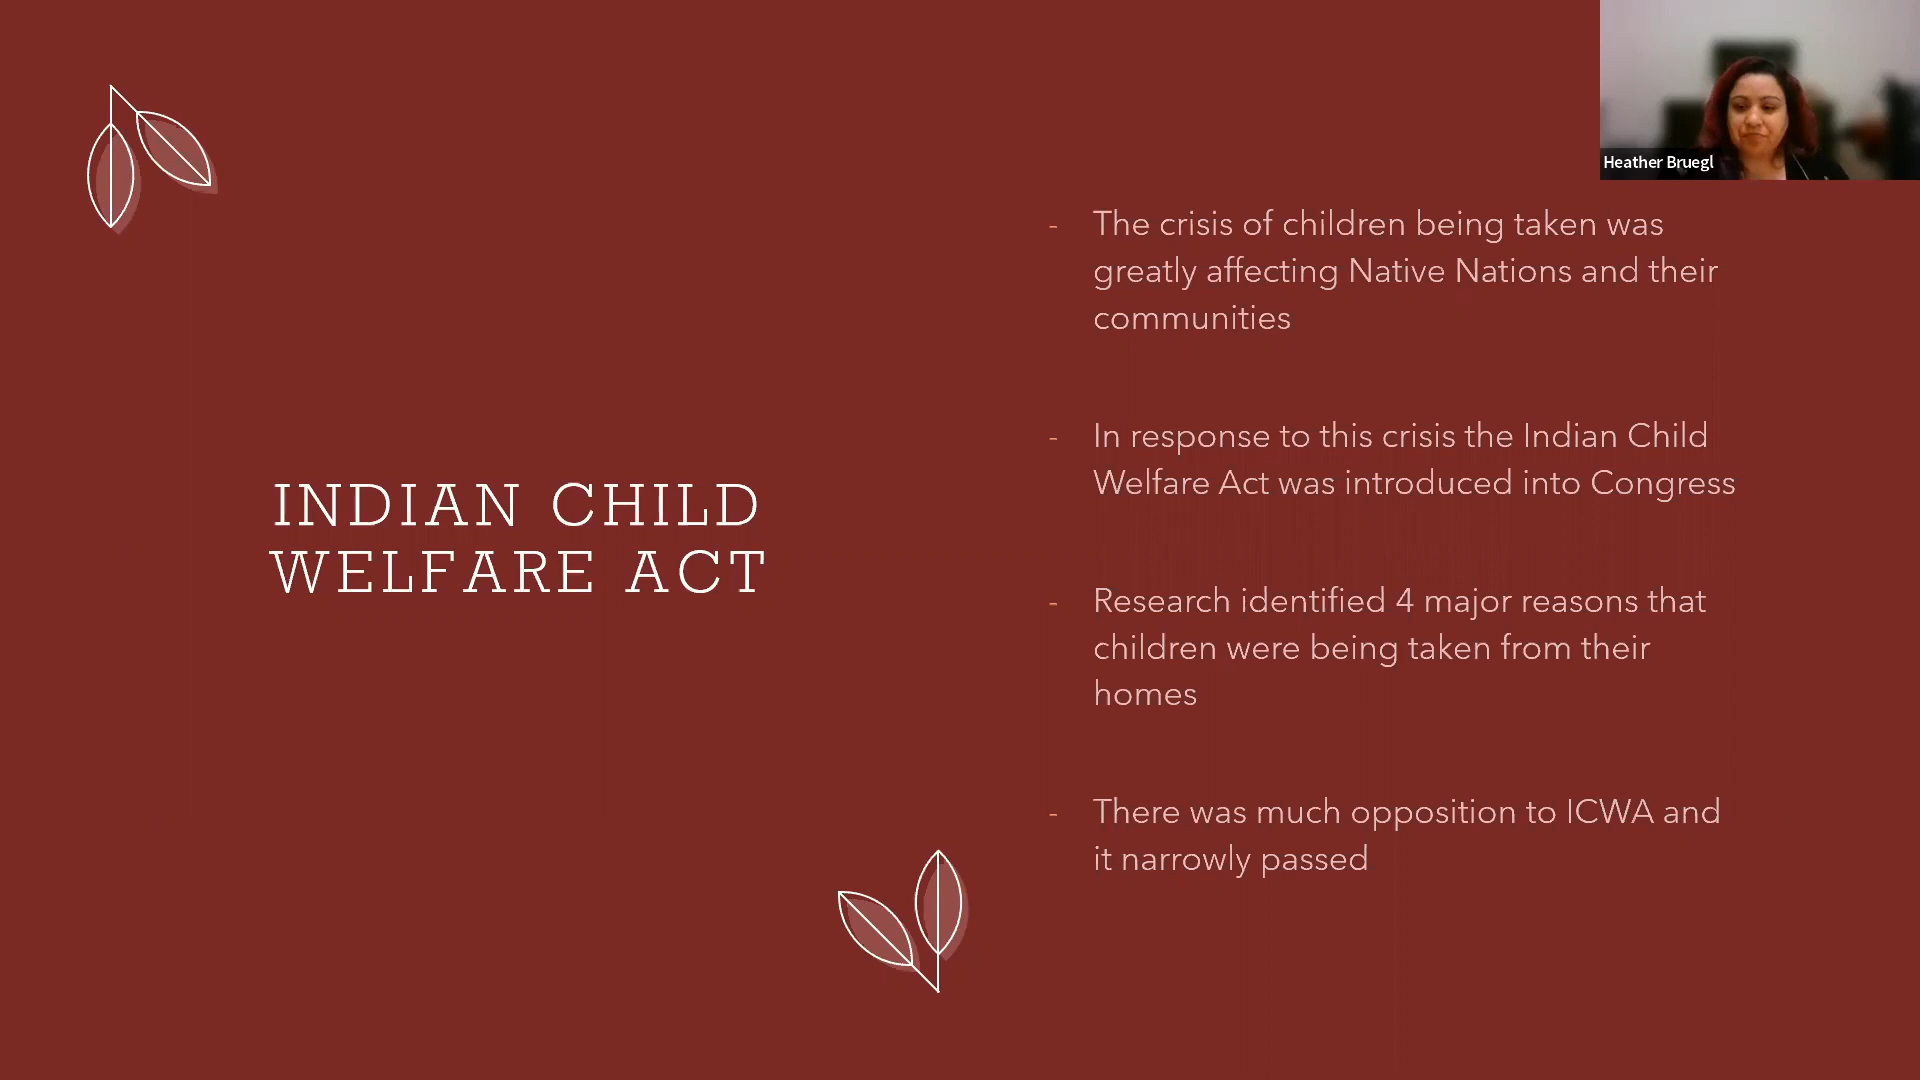 Heather Bruegl
INDIAN CHILD
WELFARE ACT
- The crisis of children being taken was
greatly affecting Native Nations and their
communities
- In response to this crisis the Indian Child
Welfare Act was introduced into Congress
- Research identified 4 major reasons that
children were being taken from their
homes
- There was much opposition to ICWA and
it narrowly passed